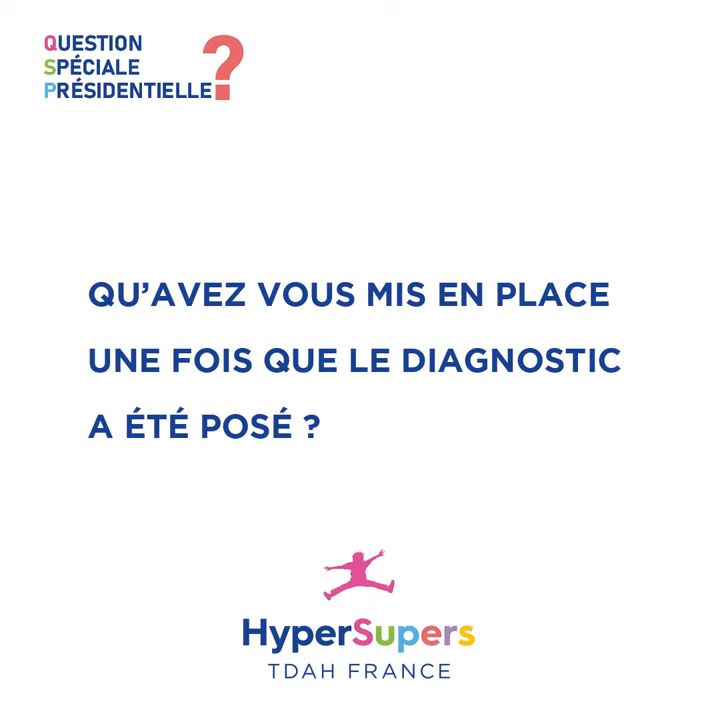 QUESTION
SPÉCIALE
PRÉSIDENTIELLE?
QU’AVEZ VOUS MIS EN PLACE
UNE FOIS QUE LE DIAGNOSTIC
A ÉTÉ POSÉ ?
HyperSupers
TDAH FRANCE